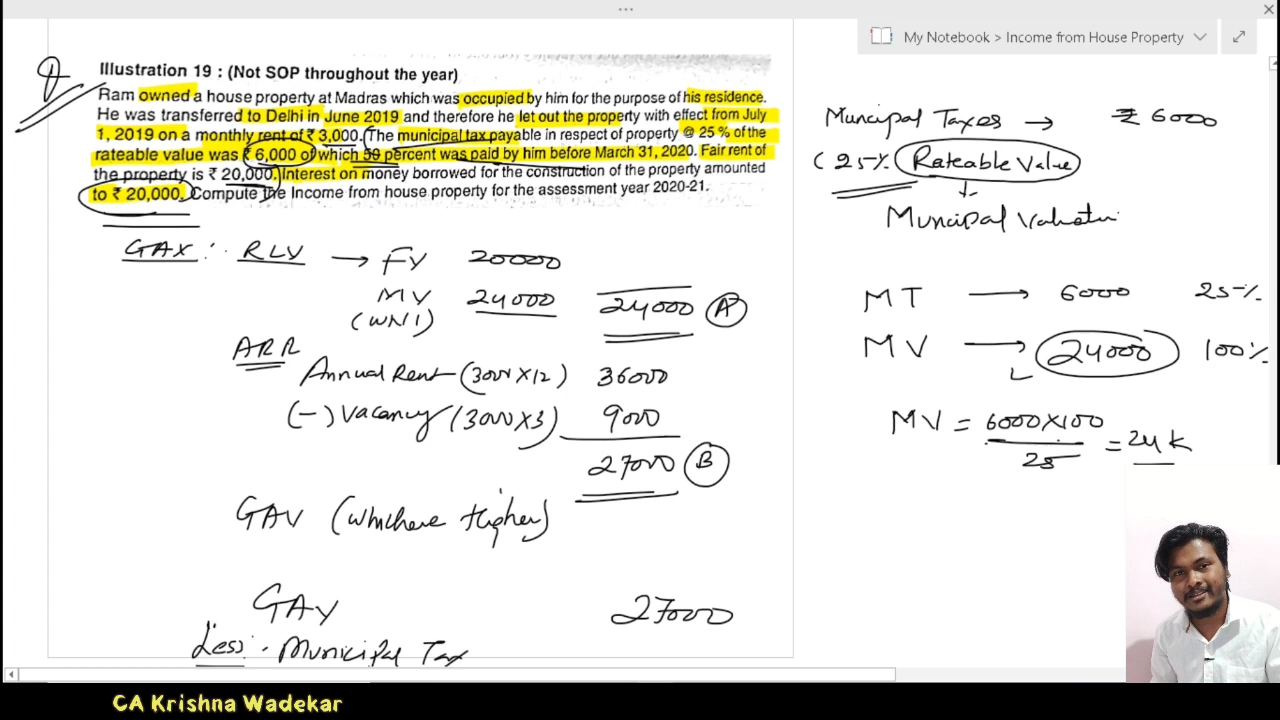 My Notebook > Income from House Property
Illustration 19 : (Not SOP throughout the year)
Ram owned a house property at Madras which was occupied by him for the purpose of his residence.
He was transferred to Delhi in June 2019 and therefore he let out the property with effect from July
1, 2019 on a monthly rent of ₹ 3,000. (The municipal tax payable in respect of property @ 25 % of the
rateable value was ₹ 6,000 of which 50 percent was paid by him before March 31, 2020. Fair rent of
the property is ₹ 20,000. Interest on money borrowed for the construction of the property amounted
to ₹ 20,000. Compute the Income from house property for the assessment year 2020-21.
GAV : RLV → FV 20000
MV 24000 24000 (A)
(WN1)
ARR
Annual Rent (3000 X 12) 36000
(-) Vacancy (3000 X 3) 9000
27000 (B)
GAV (whichever Higher)
GAV 27000
Less: - Municipal Tax
Muncipal Taxes → ₹ 6000
(25% Rateable Value)
↓
Muncipal Valuatn
MT → 6000 25%
MV → 24000 100%
MV = 6000X100
25
= 24k
CA Krishna Wadekar